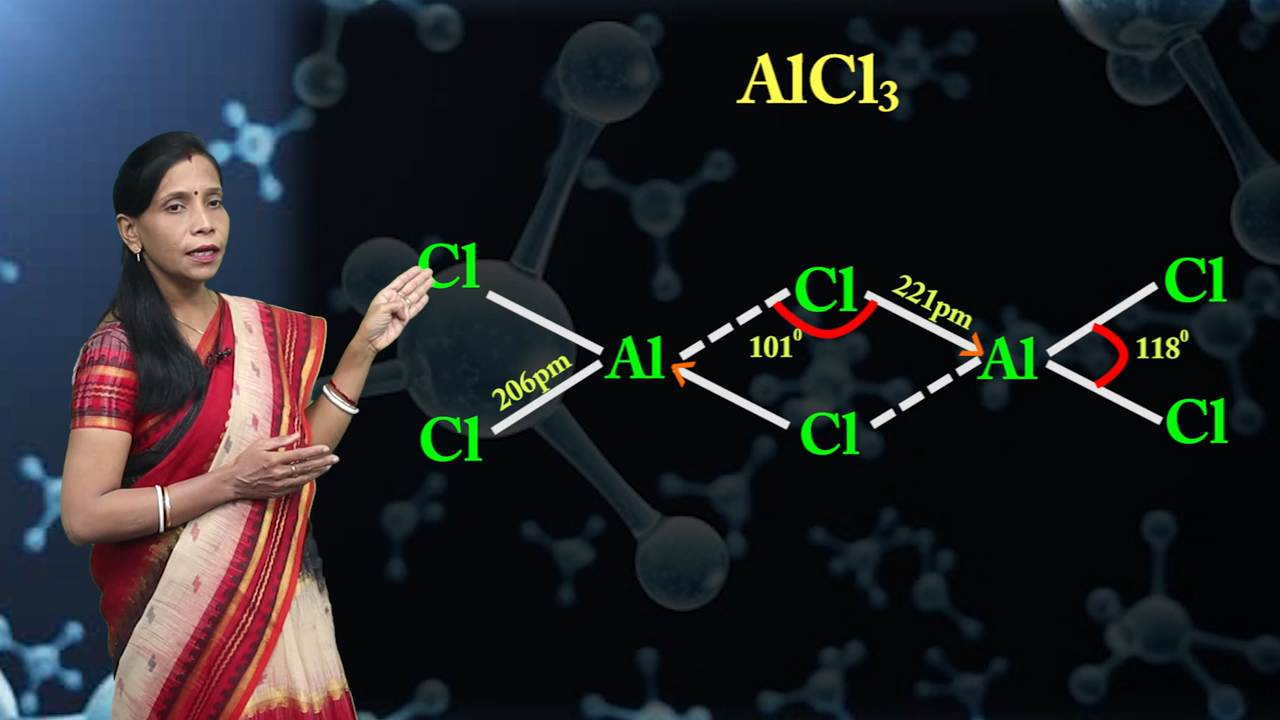 AlCl₃
Cl Cl 221pm Cl
206pm Al 101⁰ Al 118⁰
Cl Cl Cl